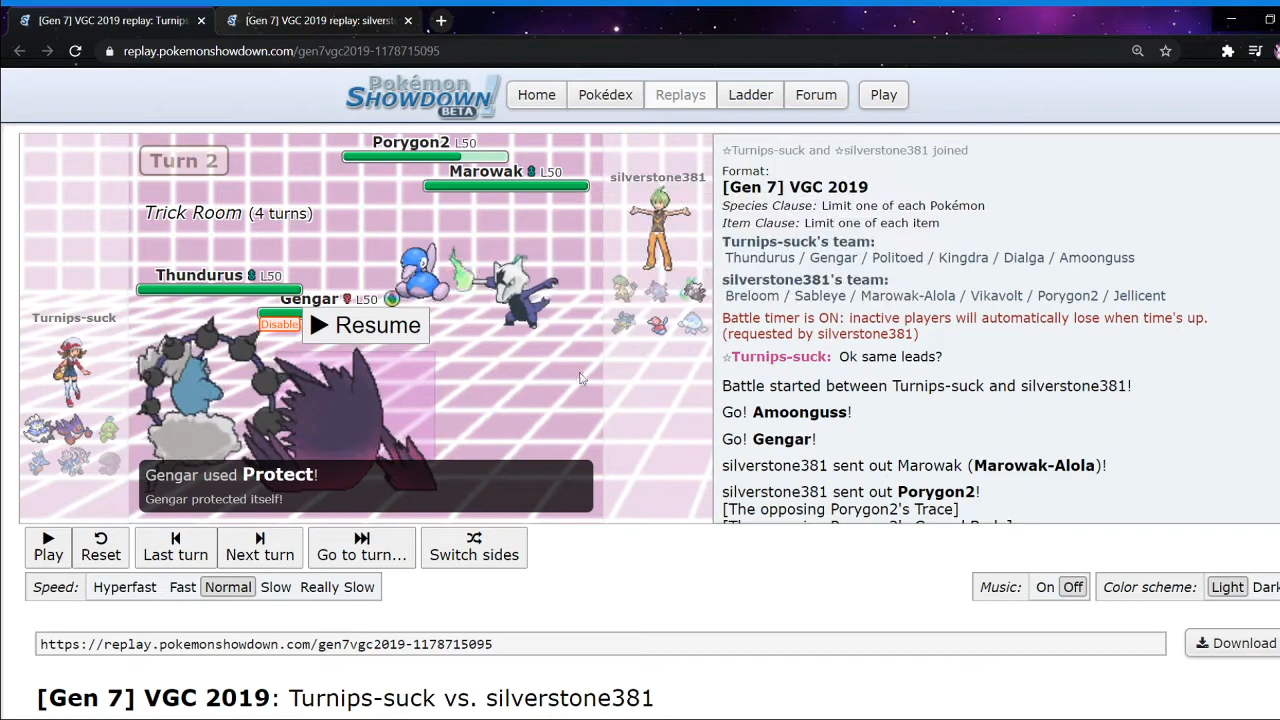 [Gen 7] VGC 2019 replay: Turnips
[Gen 7] VGC 2019 replay: silverst
replay.pokemonshowdown.com/gen7vgc2019-1178715095
Pokémon
SHOWDOWN!
BETA
Home
Pokédex
Replays
Ladder
Forum
Play
Turn 2
Porygon2 L50
Marowak L50
silverstone381
Trick Room (4 turns)
Thundurus L50
Gengar L50
Disable
Resume
Turnips-suck
Gengar used Protect!
Gengar protected itself!
☆Turnips-suck and ☆silverstone381 joined
Format:
[Gen 7] VGC 2019
Species Clause: Limit one of each Pokémon
Item Clause: Limit one of each item
Turnips-suck's team:
Thundurus / Gengar / Politoed / Kingdra / Dialga / Amoonguss
silverstone381's team:
Breloom / Sableye / Marowak-Alola / Vikavolt / Porygon2 / Jellicent
Battle timer is ON: inactive players will automatically lose when time's up.
(requested by silverstone381)
☆Turnips-suck: Ok same leads?
Battle started between Turnips-suck and silverstone381!
Go! Amoonguss!
Go! Gengar!
silverstone381 sent out Marowak (Marowak-Alola)!
silverstone381 sent out Porygon2!
[The opposing Porygon2's Trace]
Play
Reset
Last turn
Next turn
Go to turn...
Switch sides
Speed: Hyperfast Fast Normal Slow Really Slow
Music: On Off
Color scheme: Light Dark
https://replay.pokemonshowdown.com/gen7vgc2019-1178715095
Download
[Gen 7] VGC 2019: Turnips-suck vs. silverstone381